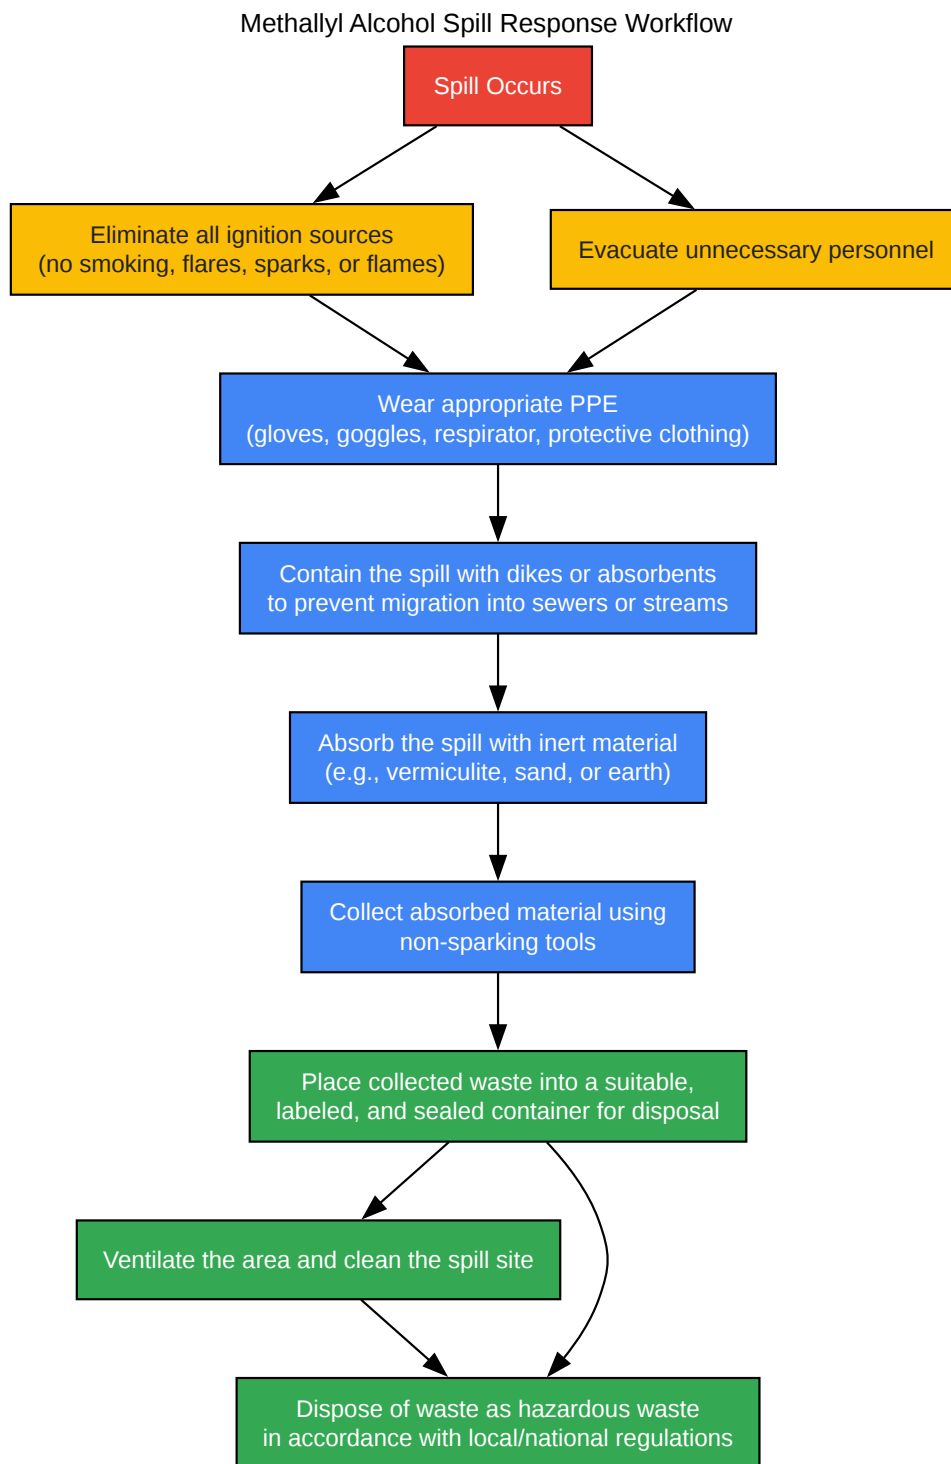 Methallyl Alcohol Spill Response Workflow
Spill Occurs
Eliminate all ignition sources
(no smoking, flares, sparks, or flames)
Evacuate unnecessary personnel
Wear appropriate PPE
(gloves, goggles, respirator, protective clothing)
Contain the spill with dikes or absorbents
to prevent migration into sewers or streams
Absorb the spill with inert material
(e.g., vermiculite, sand, or earth)
Collect absorbed material using
non-sparking tools
Place collected waste into a suitable,
labeled, and sealed container for disposal
Ventilate the area and clean the spill site
Dispose of waste as hazardous waste
in accordance with local/national regulations